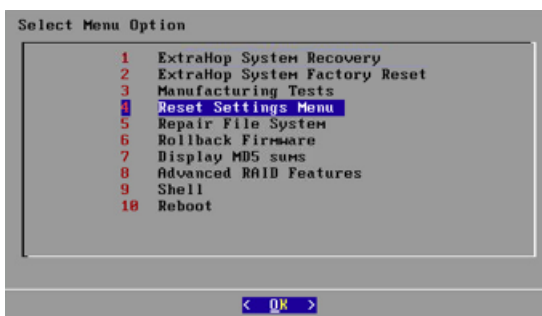 Select Menu Option
1 ExtraHop System Recovery
2 ExtraHop System Factory Reset
3 Manufacturing Tests
4 Reset Settings Menu
5 Repair File System
6 Rollback Firmware
7 Display MD5 sums
8 Advanced RAID Features
9 Shell
10 Reboot
< OK >